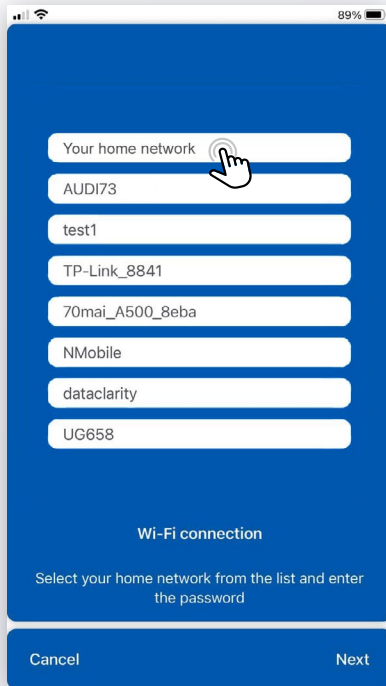 89%
Your home network
AUDI73
test1
TP-Link_8841
70mai_A500_8eba
NMobile
dataclarity
UG658
Wi-Fi connection
Select your home network from the list and enter
the password
Cancel Next